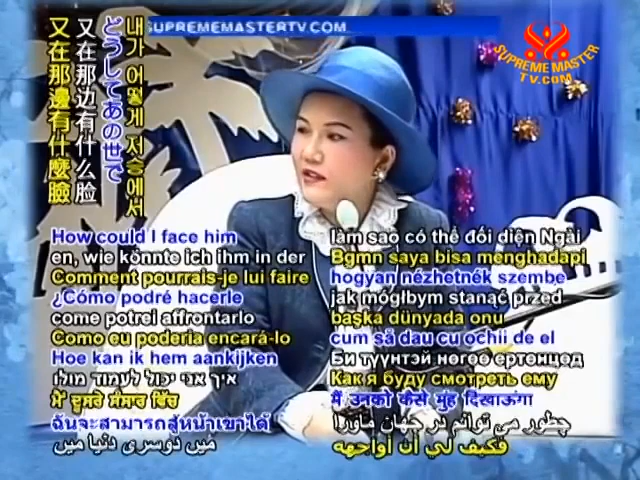 SUPREMEMASTERTV.COM
SUPREME MASTER
TV.COM
내가 어떻게 저승에서
どうしてあの世で
又在那边有什么脸
又在那邊有什麼臉
How could I face him
en, wie könnte ich ihm in der
Comment pourrais-je lui faire
¿Cómo podré hacerle
come potrei affrontarlo
Como eu poderia encará-lo
Hoe kan ik hem aankijken
איך אני יכול לעמוד מולו
ਮੈਂ ਦੂਸਰੇ ਸੰਸਾਰ ਵਿੱਚ
ฉันจะสามารถสู้หน้าเขาได้
میں دوسری دنیا میں
làm sao có thể đối diện Ngài
Bgmn saya bisa menghadapi
hogyan nézhetnék szembe
jak mógłbym stanąć przed
başka dünyada onu
cum să dau cu ochii de el
Би түүнтэй нөгөө ертөнцөд
Как я буду смотреть ему
मैं उनको कैसे मुंह दिखाऊंगा
چطور می توانم در جهان ماورا
فكيف لي أن أواجهه